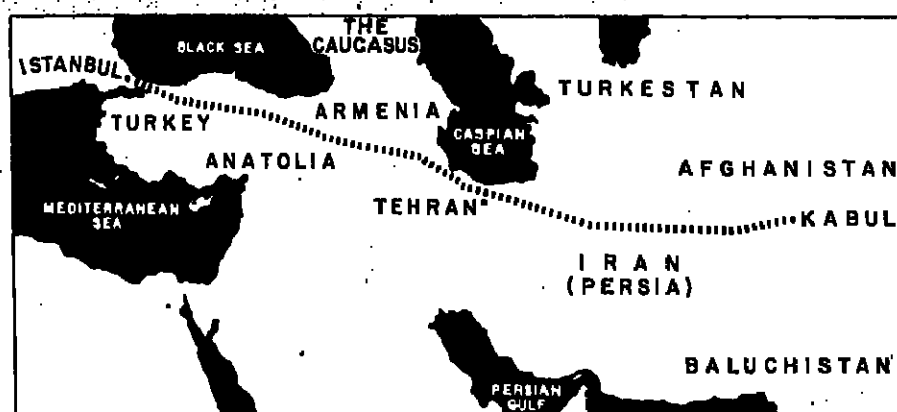 THE
CAUCASUS
BLACK SEA
ISTANBUL
TURKESTAN
ARMENIA
TURKEY
CASPIAN
SEA
ANATOLIA
AFGHANISTAN
MEDITERRANEAN
SEA
TEHRAN
KABUL
IRAN
(PERSIA)
BALUCHISTAN
PERSIAN
GULF